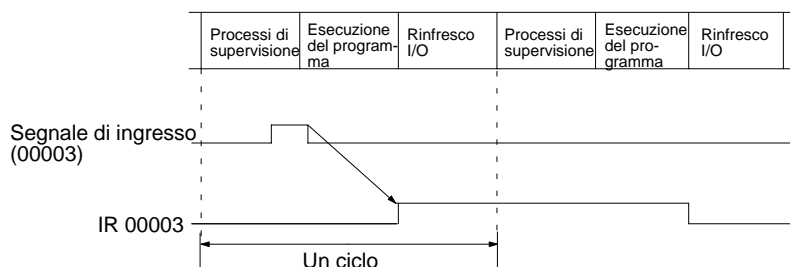 Processi di
supervisione
Esecuzione
del program-
ma
Rinfresco
I/O
Processi di
supervisione
Esecuzione
del pro-
gramma
Rinfresco
I/O
Segnale di ingresso
(00003)
IR 00003
Un ciclo